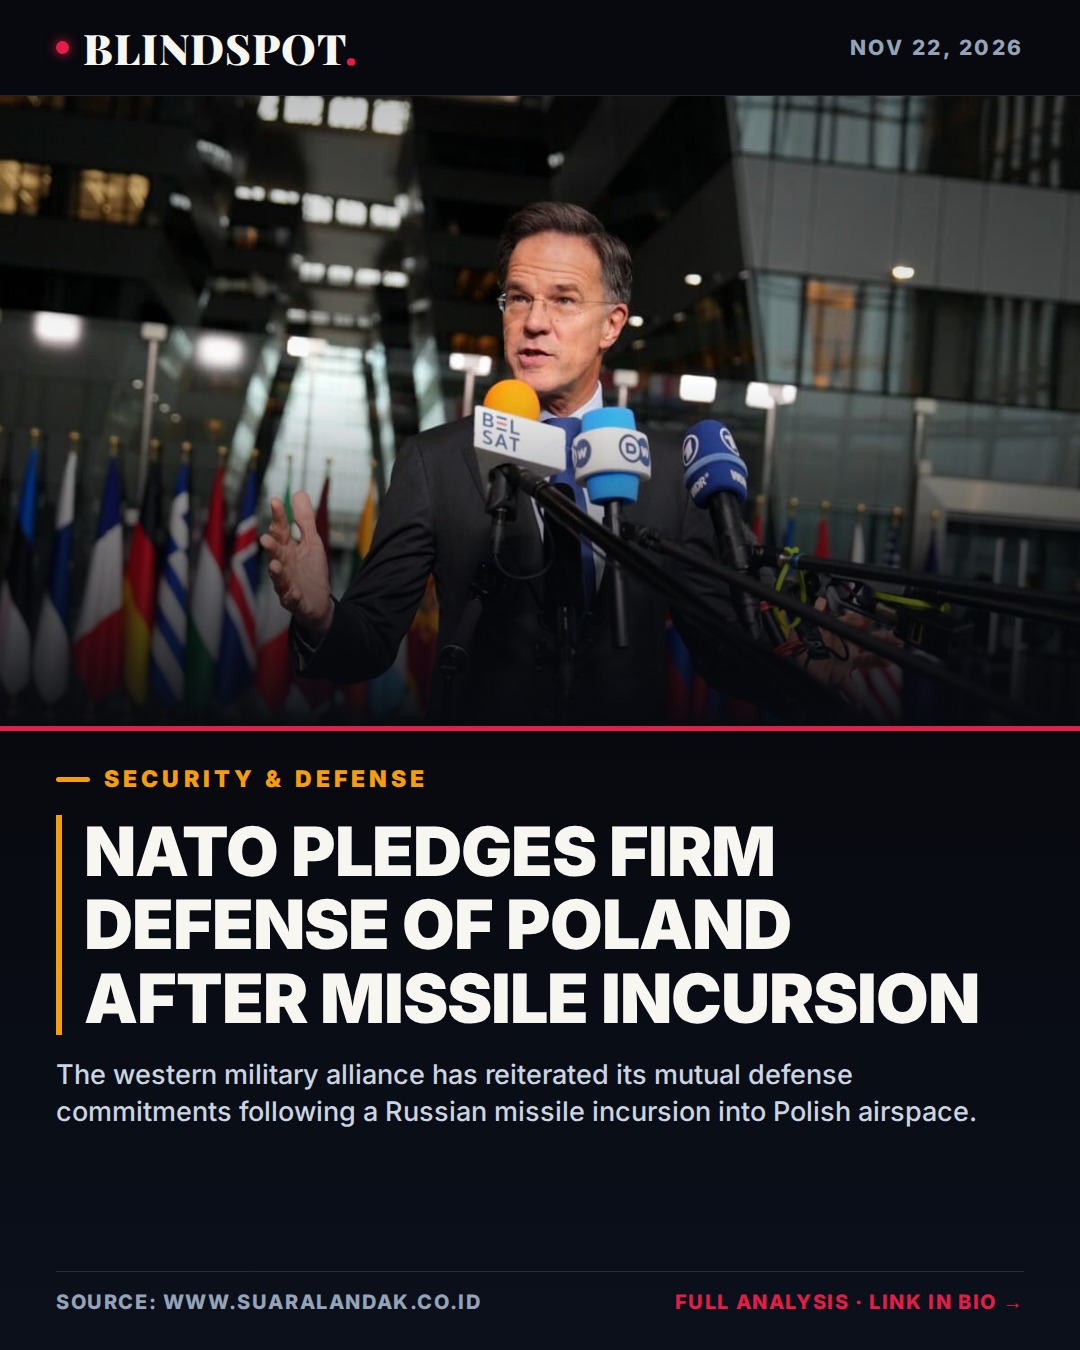 BLINDSPOT.
NOV 22, 2026
BEL
SAT
DW
WDR
SECURITY & DEFENSE
NATO PLEDGES FIRM
DEFENSE OF POLAND
AFTER MISSILE INCURSION
The western military alliance has reiterated its mutual defense
commitments following a Russian missile incursion into Polish airspace.
SOURCE: WWW.SUARALANDAK.CO.ID
FULL ANALYSIS · LINK IN BIO →